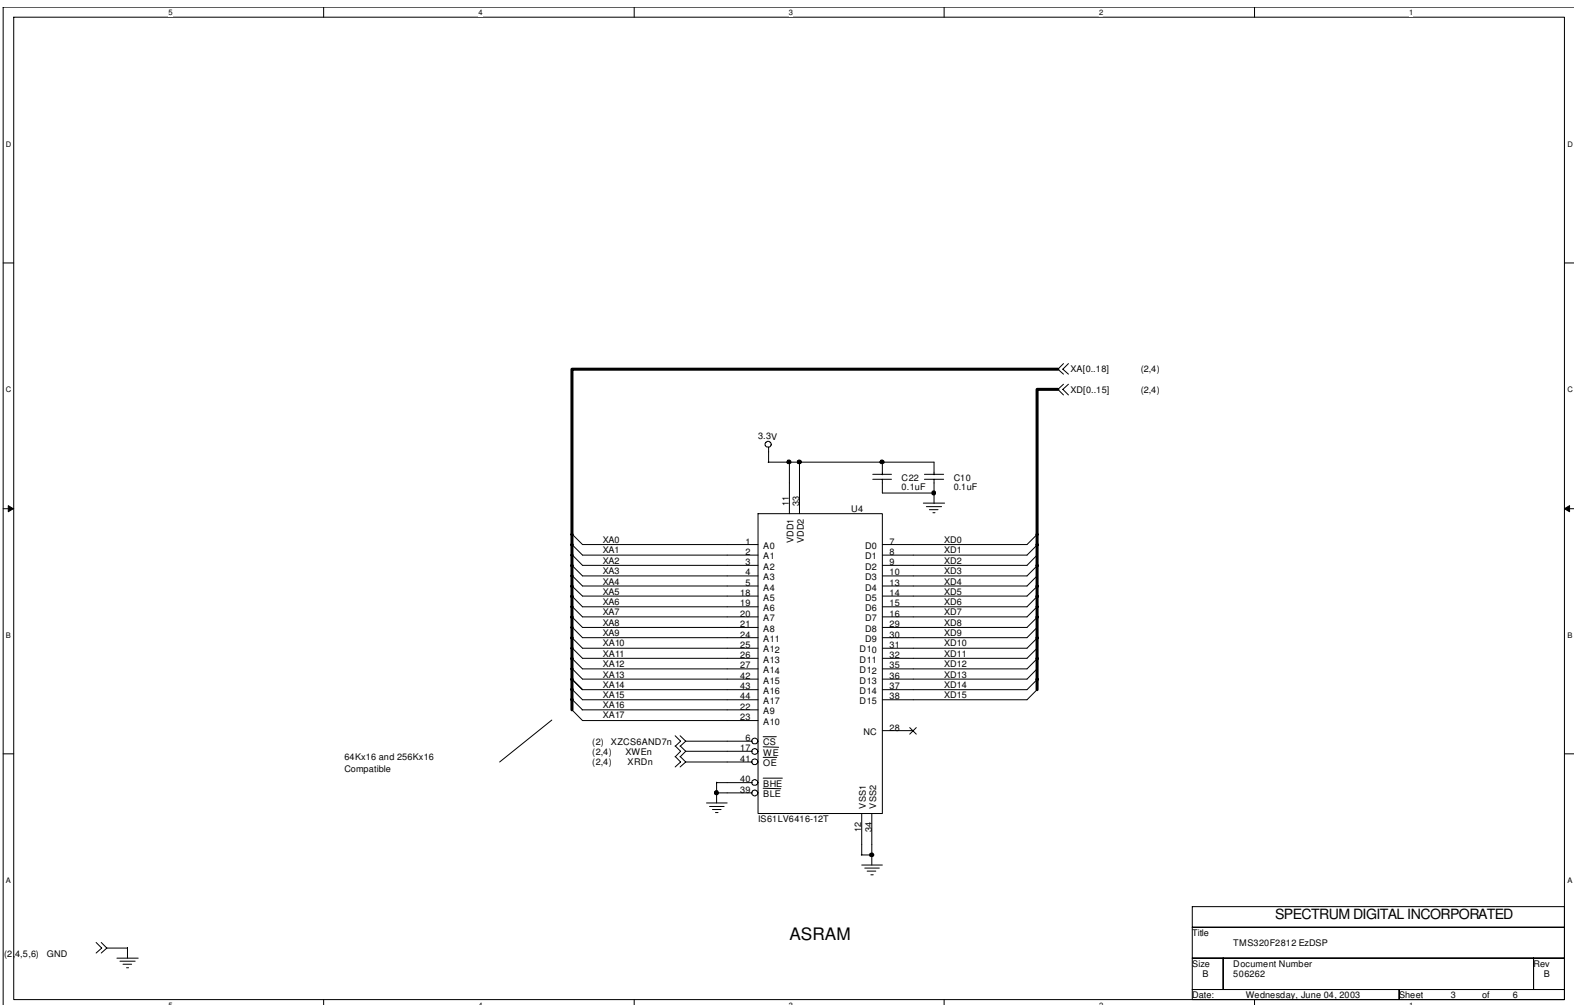 5 4 3 2 1
D D
C C
B B
A A
XA[0..18] (2,4)
XD[0..15] (2,4)
3.3V
C22 0.1uF
C10 0.1uF
U4
11 VDD1
33 VDD2
XA0 1 A0 D0 7 XD0
XA1 2 A1 D1 8 XD1
XA2 3 A2 D2 9 XD2
XA3 4 A3 D3 10 XD3
XA4 5 A4 D4 13 XD4
XA5 18 A5 D5 14 XD5
XA6 19 A6 D6 15 XD6
XA7 20 A7 D7 16 XD7
XA8 21 A8 D8 29 XD8
XA9 24 A11 D9 30 XD9
XA10 25 A12 D10 31 XD10
XA11 26 A13 D11 32 XD11
XA12 27 A14 D12 35 XD12
XA13 42 A15 D13 36 XD13
XA14 43 A16 D14 37 XD14
XA15 44 A17 D15 38 XD15
XA16 22 A9
XA17 23 A10
NC 28
(2) XZCS6AND7n 6 CS
(2,4) XWEn 17 WE
(2,4) XRDn 41 OE
40 BHE
39 BLE
VSS1 12
VSS2 34
IS61LV6416-12T
64Kx16 and 256Kx16
Compatible
ASRAM
(2,4,5,6) GND
SPECTRUM DIGITAL INCORPORATED
Title
TMS320F2812 EzDSP
Size Document Number Rev
B 506262 B
Date: Wednesday, June 04, 2003 Sheet 3 of 6
5 4 3 2 1